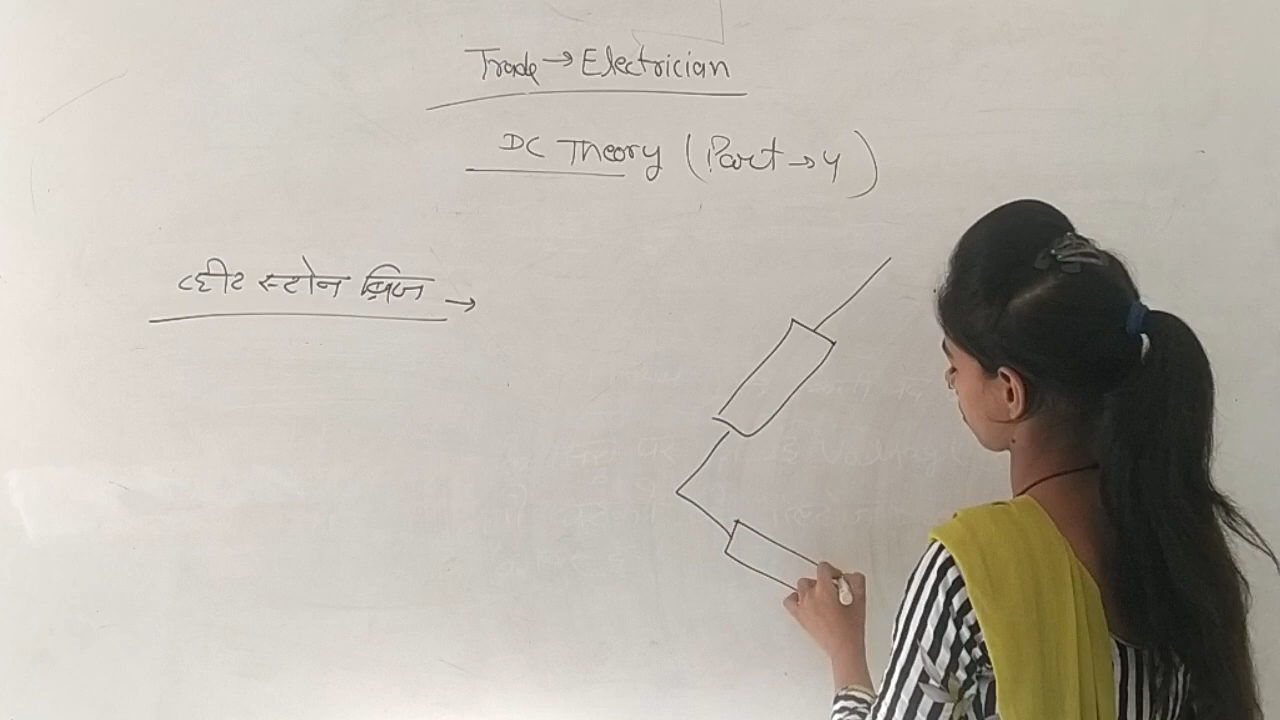 Trade → Electrician
DC Theory (Part → 4)
व्हीट स्टोन ब्रिज →